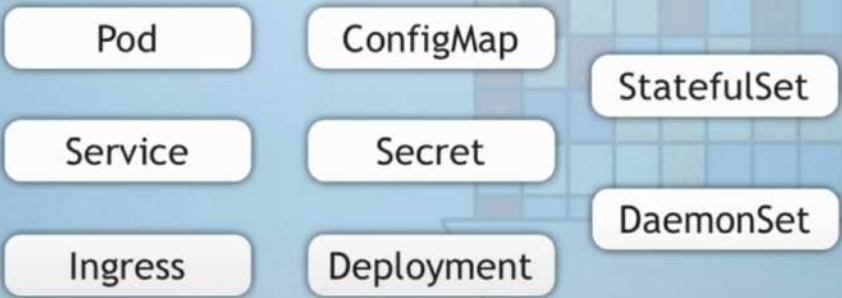 Pod
Service
Ingress
ConfigMap
Secret
Deployment
StatefulSet
DaemonSet